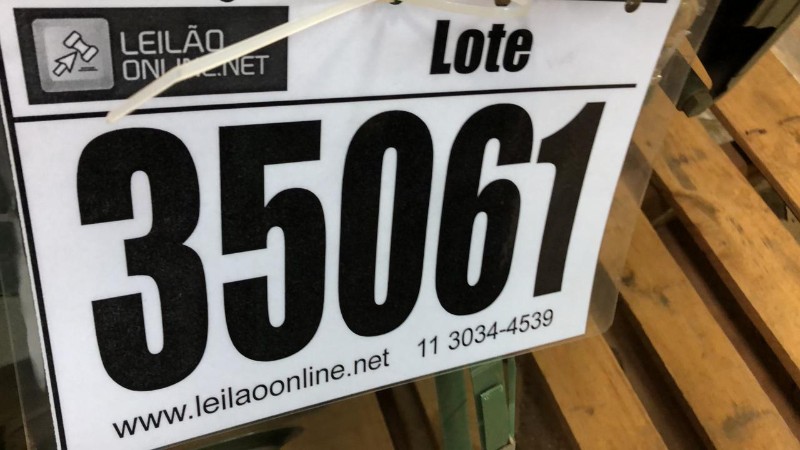 LEILÃO
ONLINE.NET
Lote
35061
www.leilaoonline.net 11 3034-4539